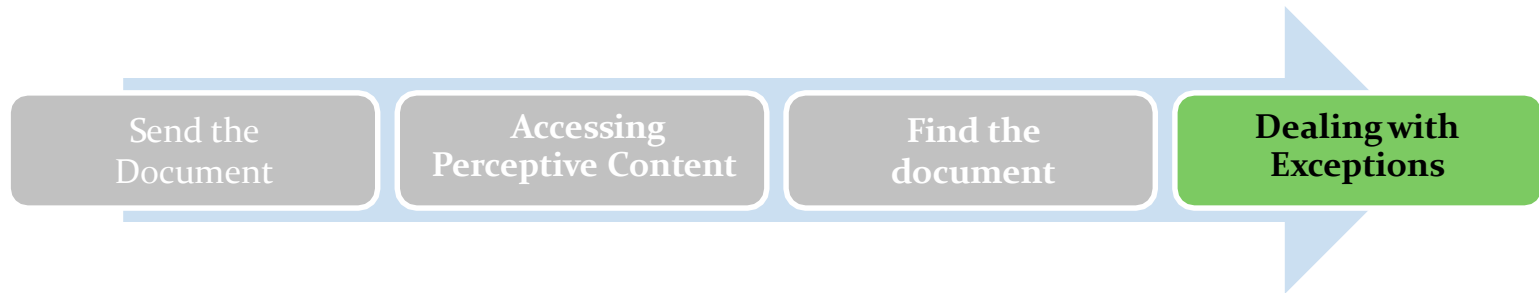 Send the
Document
Accessing
Perceptive Content
Find the
document
Dealing with
Exceptions